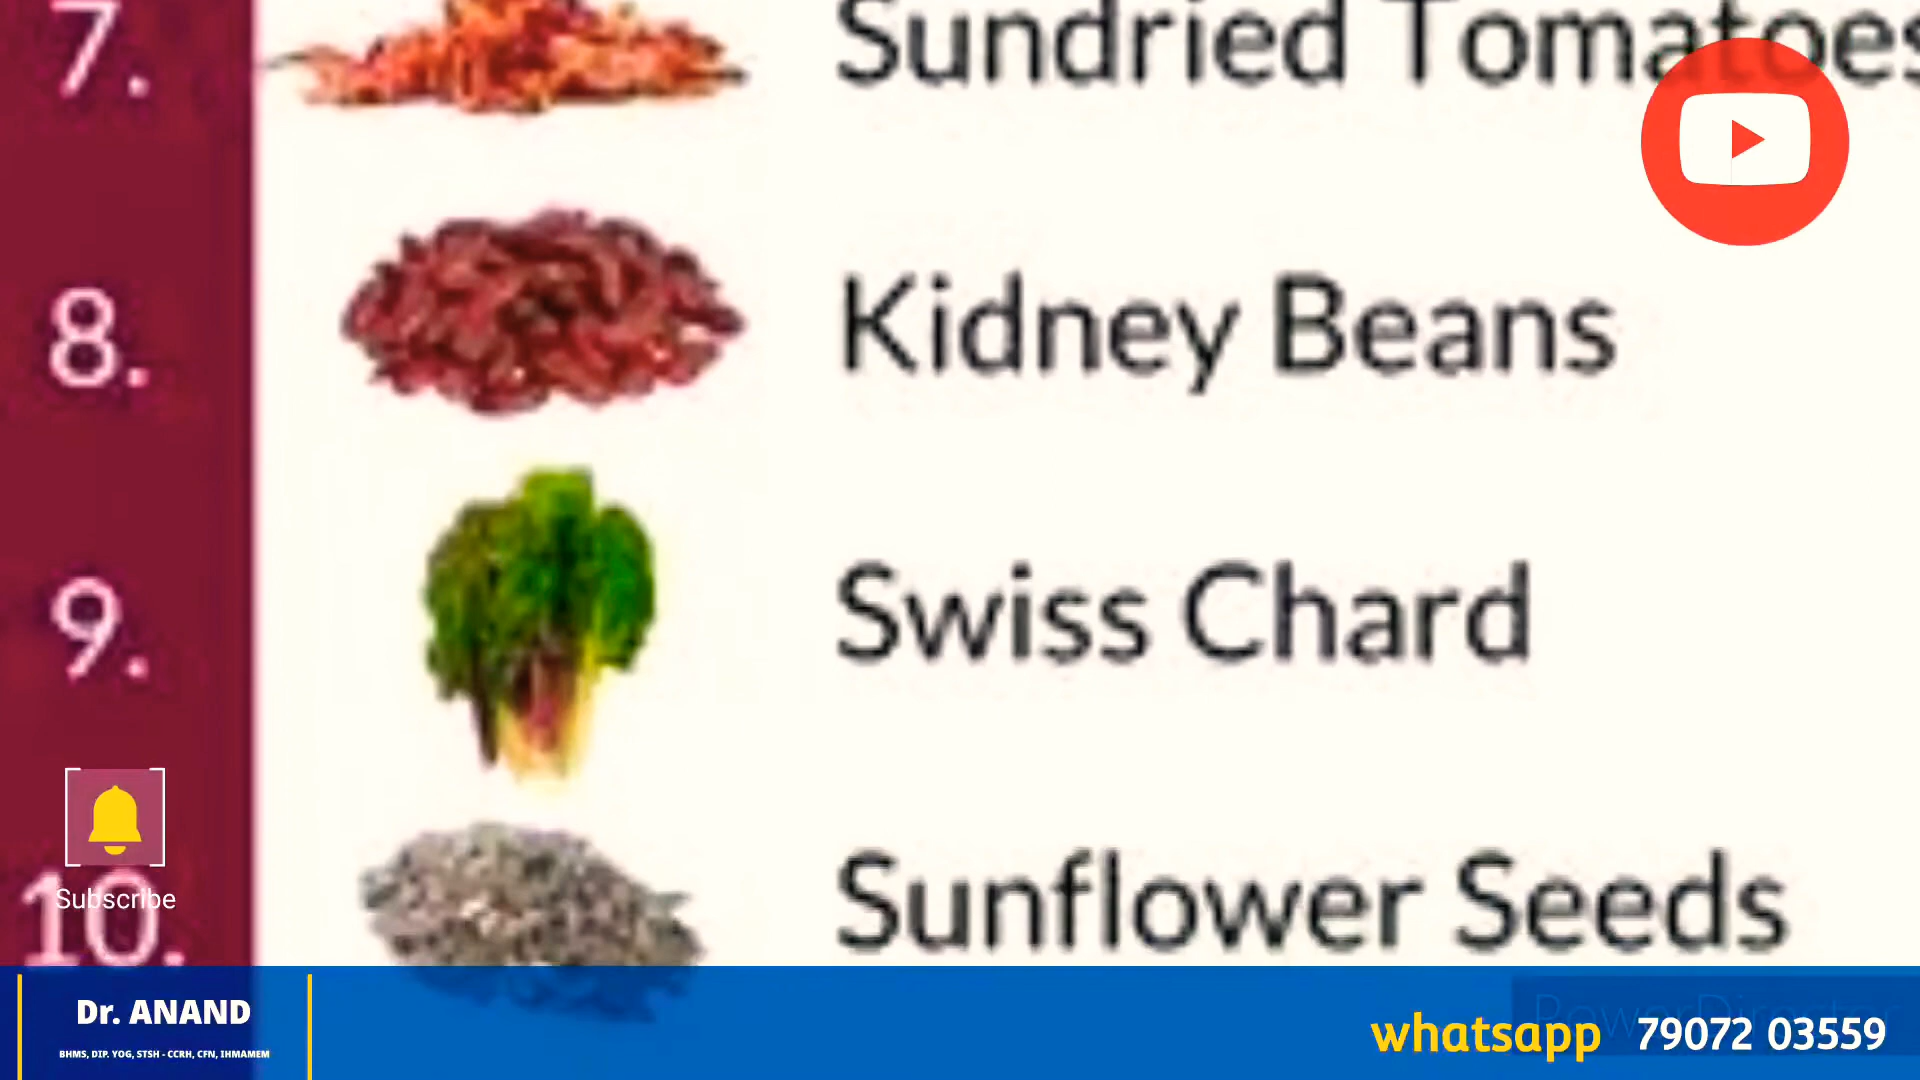 7. Sundried Tomatoes
8. Kidney Beans
9. Swiss Chard
Subscribe
10. Sunflower Seeds
Dr. ANAND
BHMS, DIP. YOG, STSH - CCRH, CFN, IHMAMEM
PowerDirector
whatsapp 79072 03559